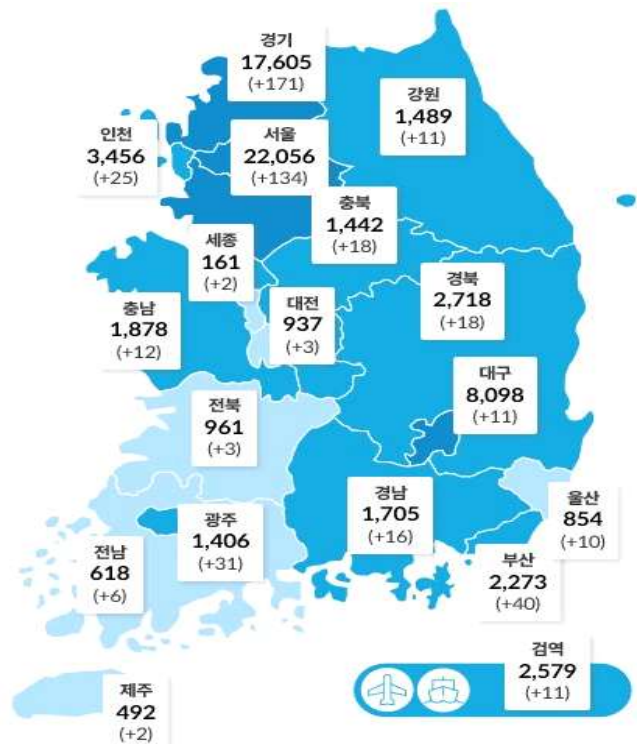 경기
17,605
(+171)
강원
1,489
(+11)
인천
3,456
(+25)
서울
22,056
(+134)
충북
1,442
(+18)
세종
161
(+2)
대전
937
(+3)
경북
2,718
(+18)
충남
1,878
(+12)
대구
8,098
(+11)
전북
961
(+3)
경남
1,705
(+16)
울산
854
(+10)
광주
1,406
(+31)
전남
618
(+6)
부산
2,273
(+40)
검역
2,579
(+11)
제주
492
(+2)